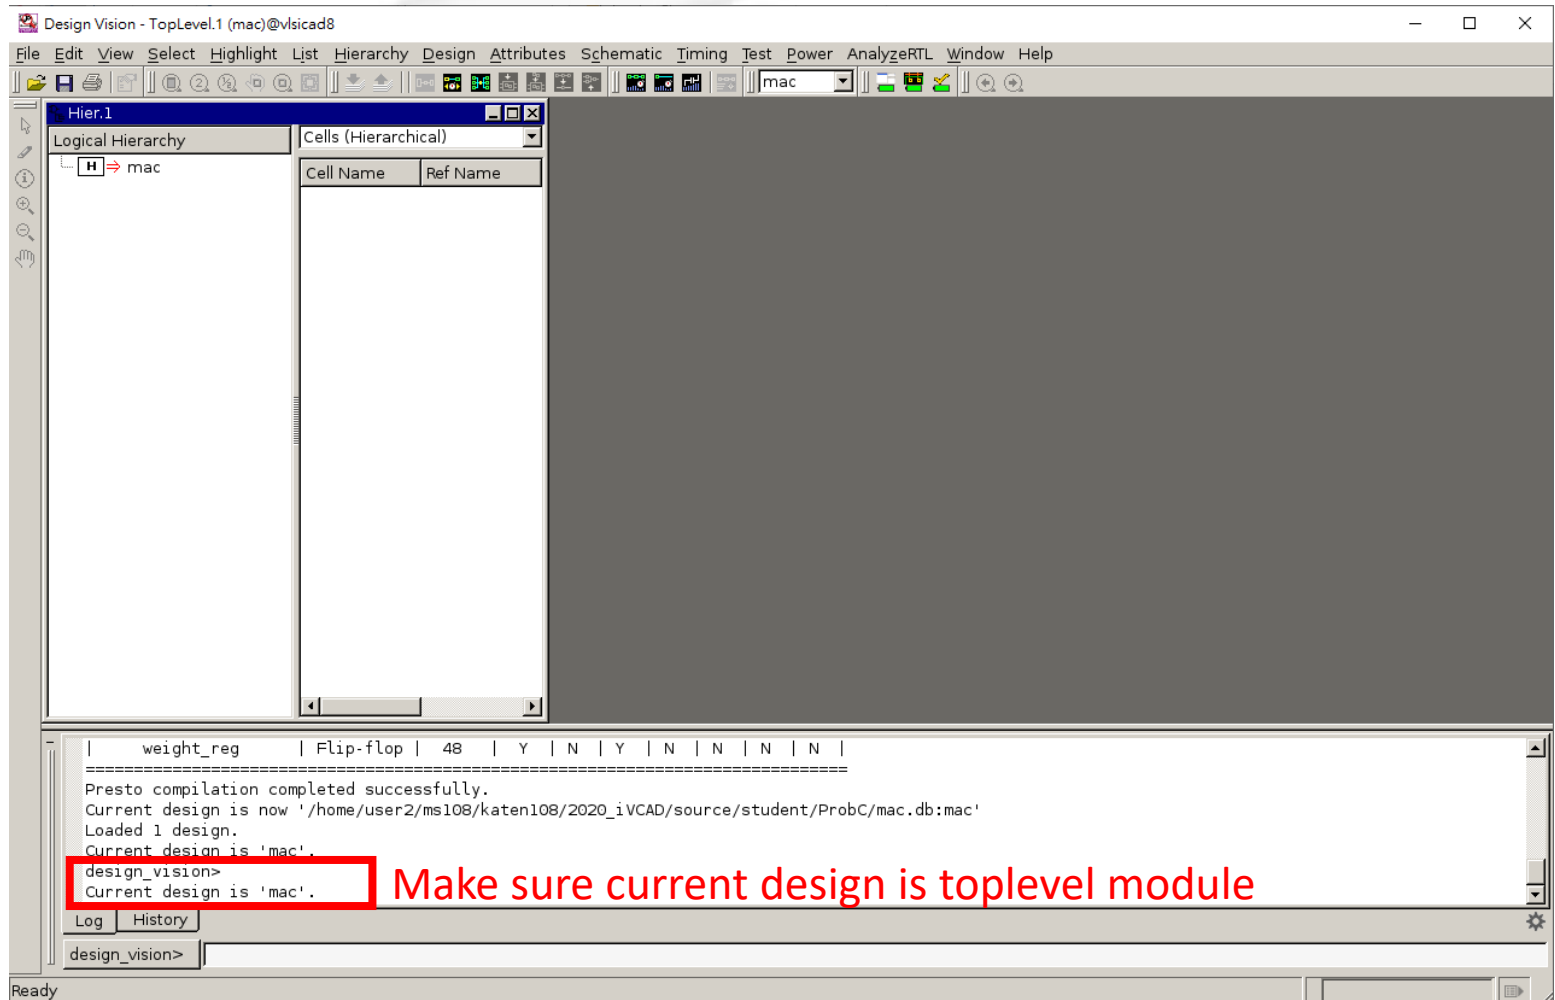 Design Vision - TopLevel.1 (mac)@vlsicad8
File Edit View Select Highlight List Hierarchy Design Attributes Schematic Timing Test Power AnalyzeRTL Window Help
mac
Hier.1
Logical Hierarchy
Cells (Hierarchical)
H mac
Cell Name Ref Name
| weight_reg | Flip-flop | 48 | Y | N | Y | N | N | N | N |
===============================================================================
Presto compilation completed successfully.
Current design is now '/home/user2/ms108/katen108/2020_iVCAD/source/student/ProbC/mac.db:mac'
Loaded 1 design.
Current design is 'mac'.
design_vision>
Current design is 'mac'.
Make sure current design is toplevel module
Log History
design_vision>
Ready